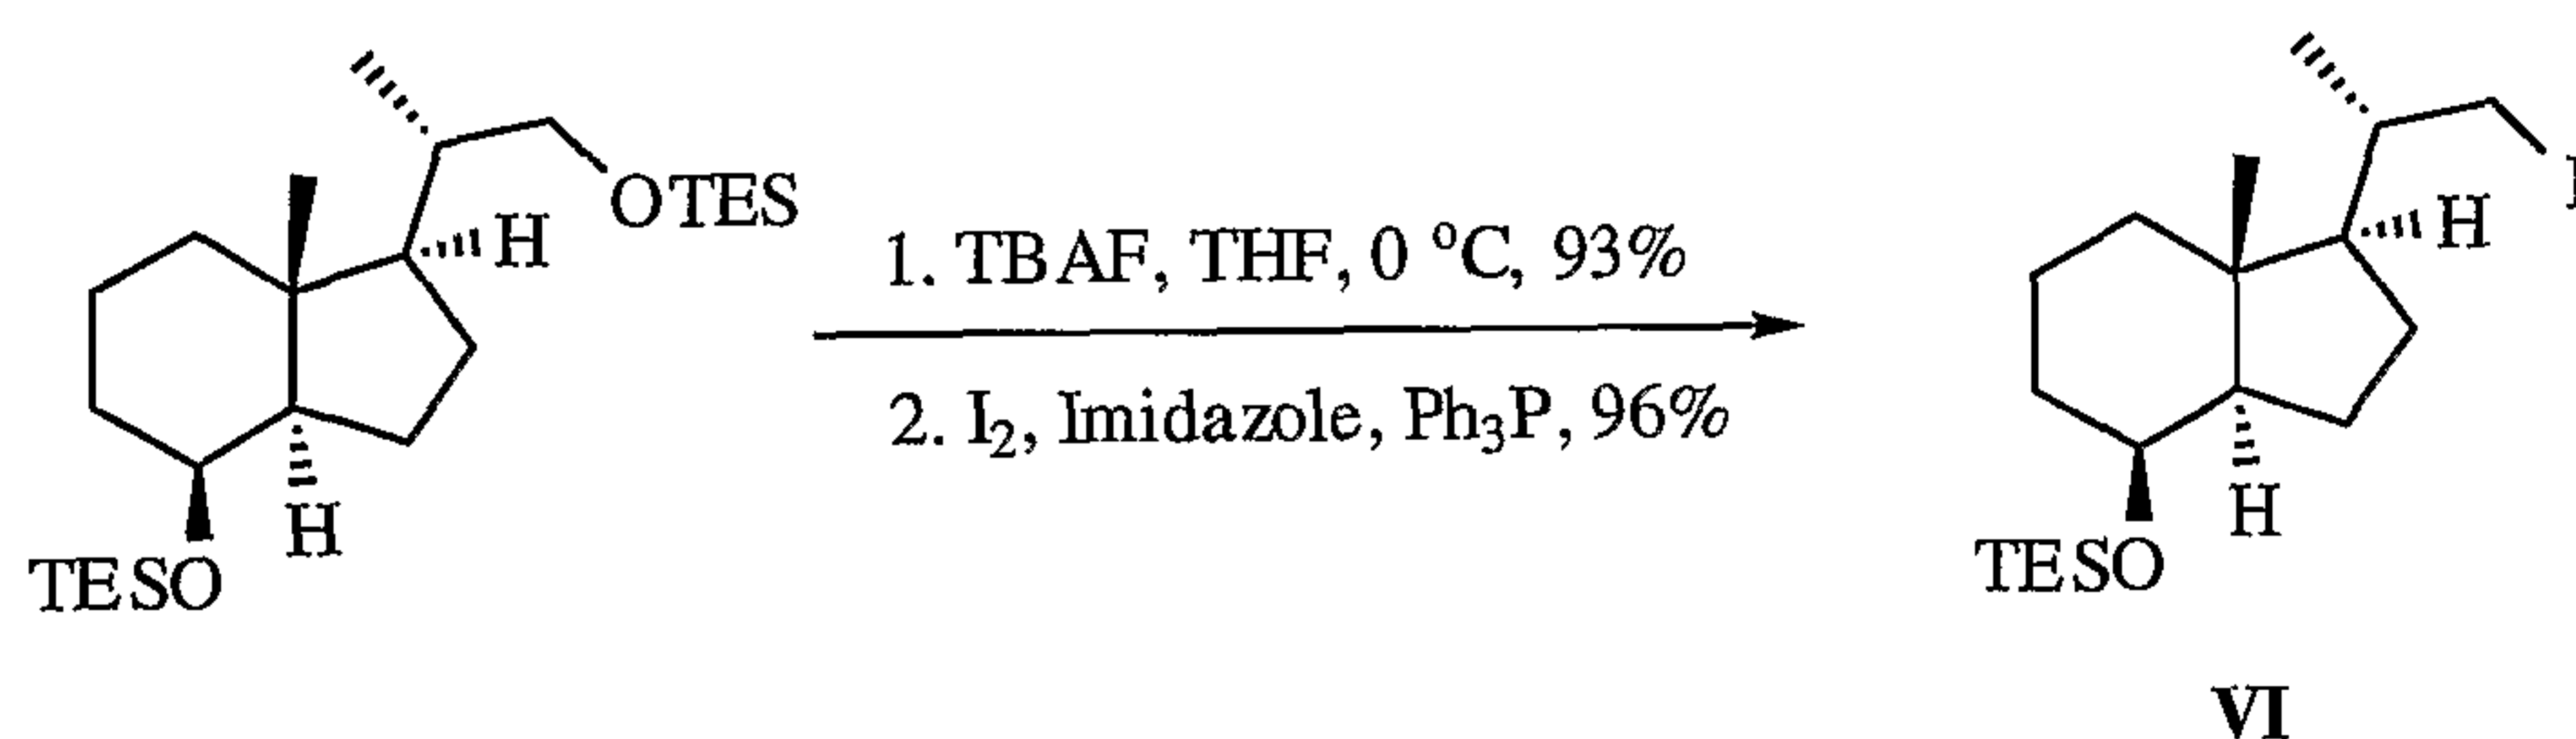 OTES
H
1. TBAF, THF, 0 °C, 93%
2. I₂, Imidazole, Ph₃P, 96%
H
TESO
H
H
TESO
VI